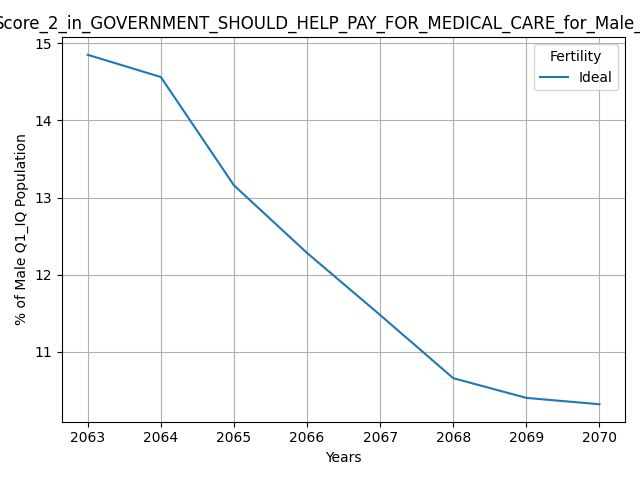 Score_2_in_GOVERNMENT_SHOULD_HELP_PAY_FOR_MEDICAL_CARE_for_Male_
Fertility
Ideal
% of Male Q1_IQ Population
15
14
13
12
11
2063 2064 2065 2066 2067 2068 2069 2070
Years